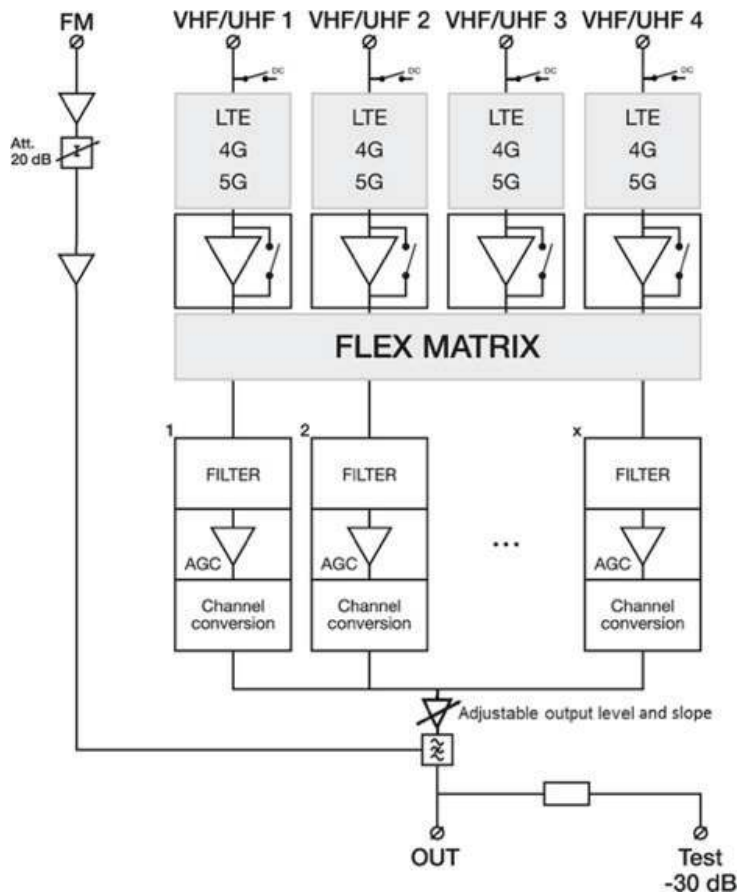 FM
VHF/UHF 1
VHF/UHF 2
VHF/UHF 3
VHF/UHF 4
DC
DC
DC
DC
Att.
20 dB
LTE
4G
5G
LTE
4G
5G
LTE
4G
5G
LTE
4G
5G
FLEX MATRIX
1
2
x
FILTER
FILTER
FILTER
AGC
AGC
...
AGC
Channel
conversion
Channel
conversion
Channel
conversion
Adjustable output level and slope
OUT
Test
-30 dB